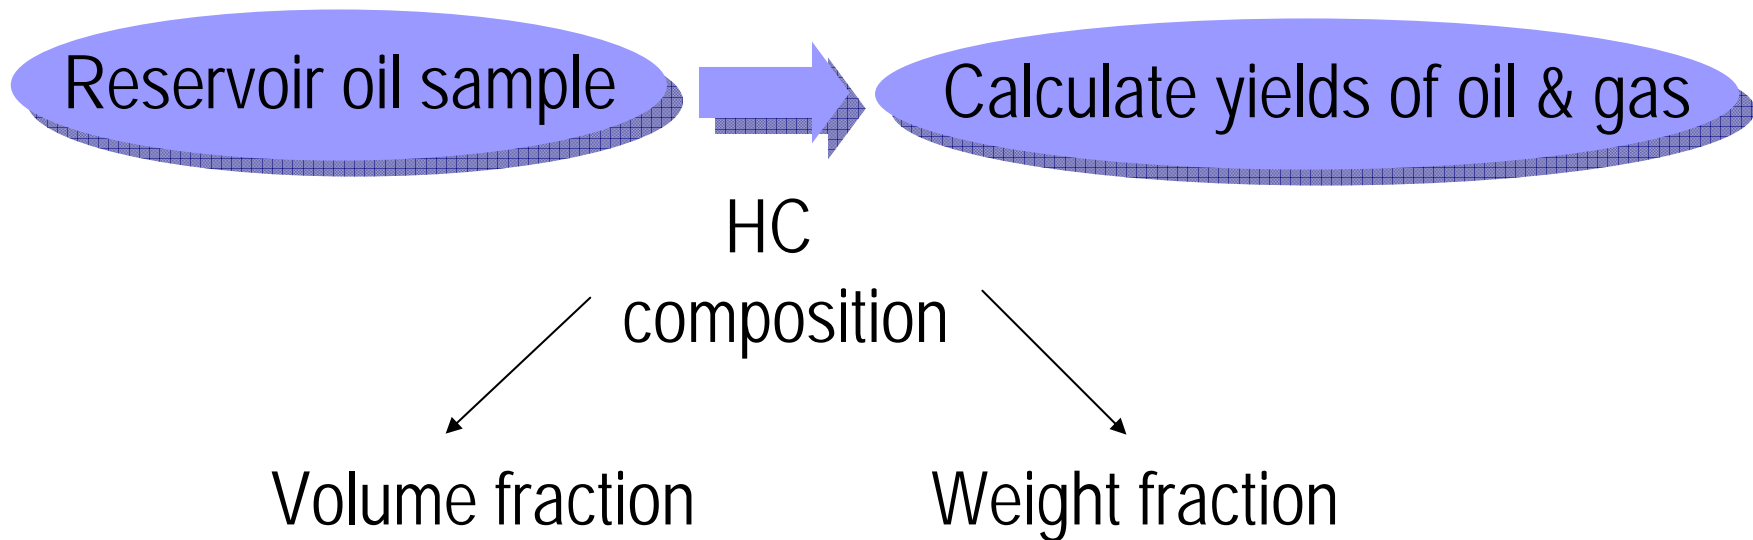 Reservoir oil sample
Calculate yields of oil & gas
HC
composition
Volume fraction
Weight fraction